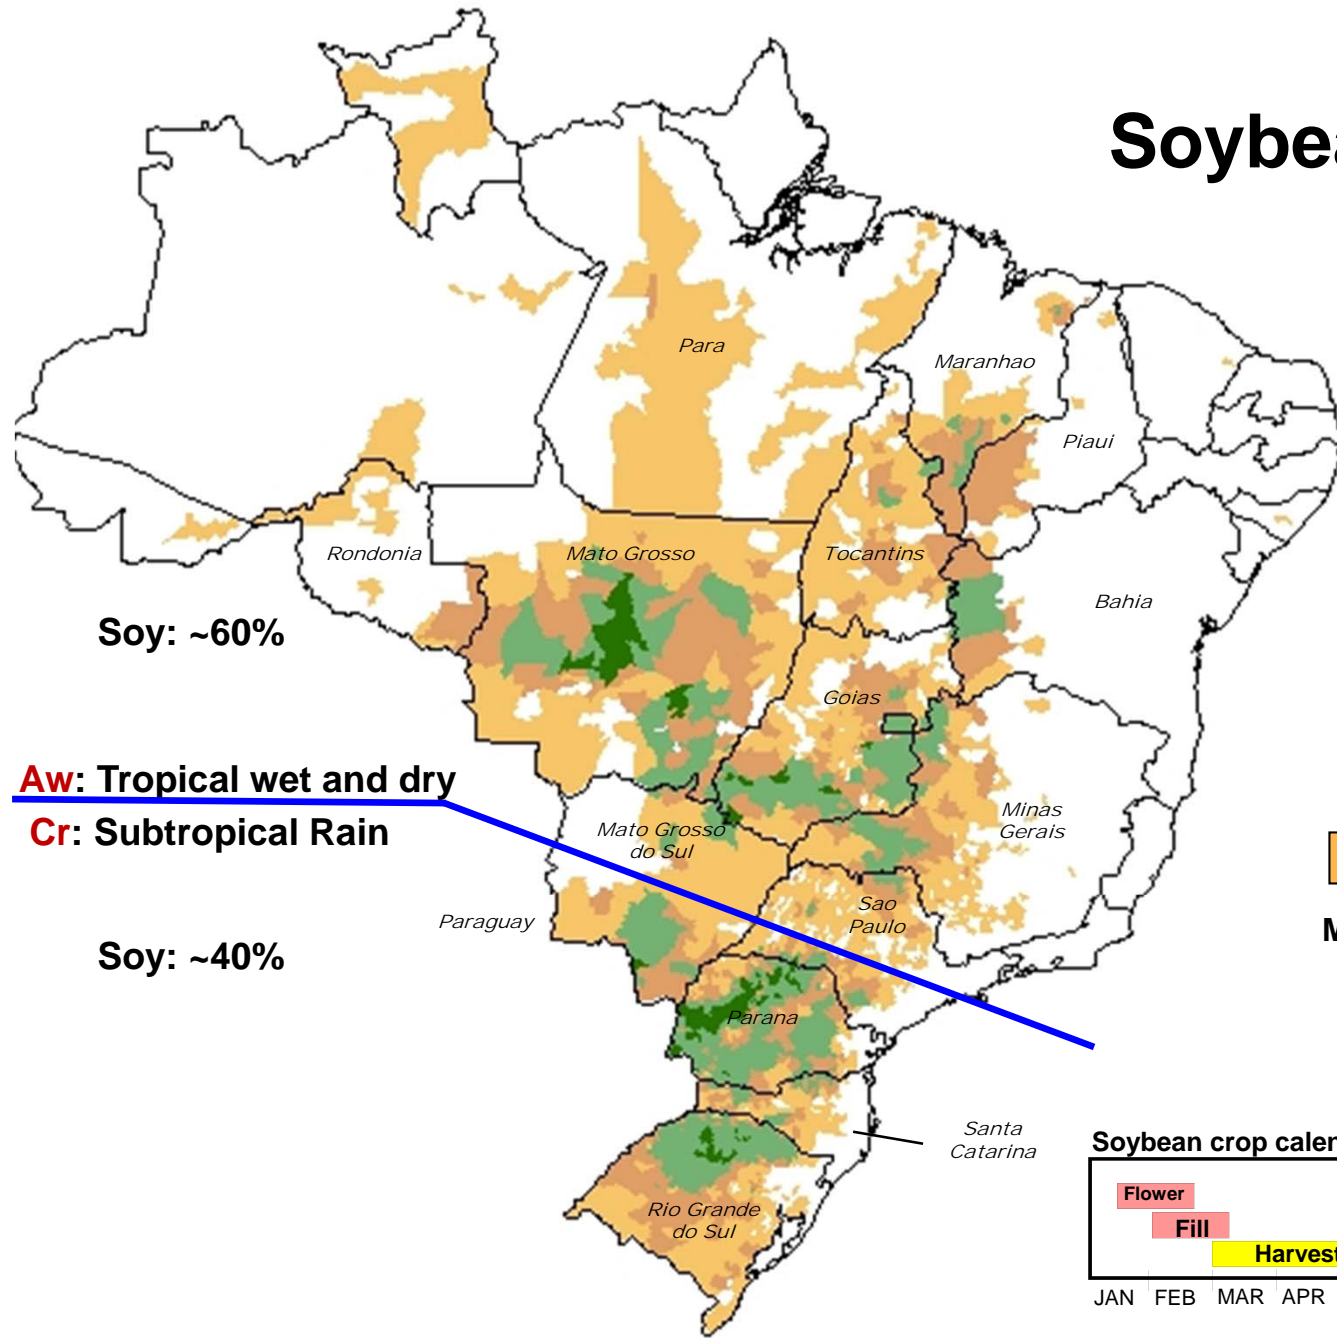 Soybea
Para
Maranhao
Piaui
Rondonia
Mato Grosso
Tocantins
Bahia
Soy: ~60%
Goias
Aw: Tropical wet and dry
Cr: Subtropical Rain
Mato Grosso
do Sul
Minas
Gerais
Paraguay
Sao
Paulo
M
Soy: ~40%
Parana
Santa
Catarina
Rio Grande
do Sul
Soybean crop calen
Flower
Fill
Harvest
JAN FEB MAR APR